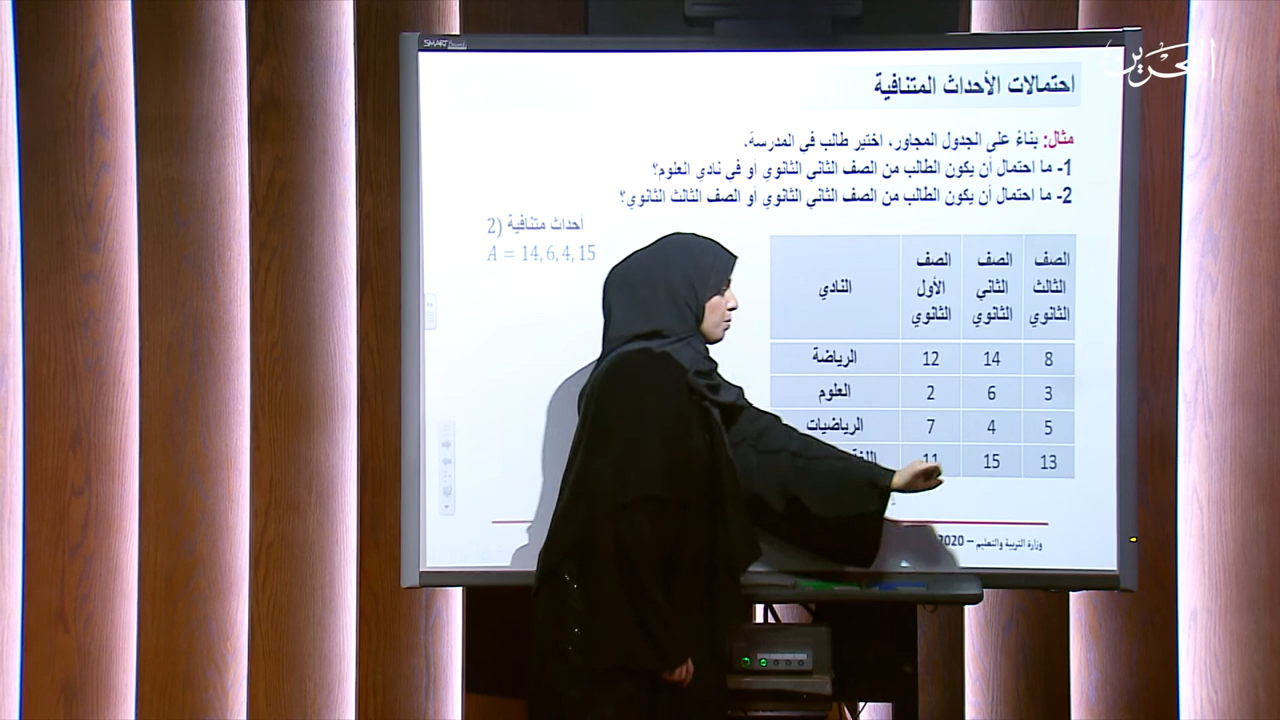 SMART
البحرين
احتمالات الأحداث المتنافية
مثال: بناءً على الجدول المجاور، اختير طالب في المدرسة.
1- ما احتمال أن يكون الطالب من الصف الثاني الثانوي أو في نادي العلوم؟
2- ما احتمال أن يكون الطالب من الصف الثاني الثانوي أو الصف الثالث الثانوي؟
2) أحداث متنافية
A = 14, 6, 4, 15
النادي الصف الأول الثانوي الصف الثاني الثانوي الصف الثالث الثانوي
الرياضة 12 14 8
العلوم 2 6 3
الرياضيات 7 4 5
11 15 13
وزارة التربية والتعليم – 2020